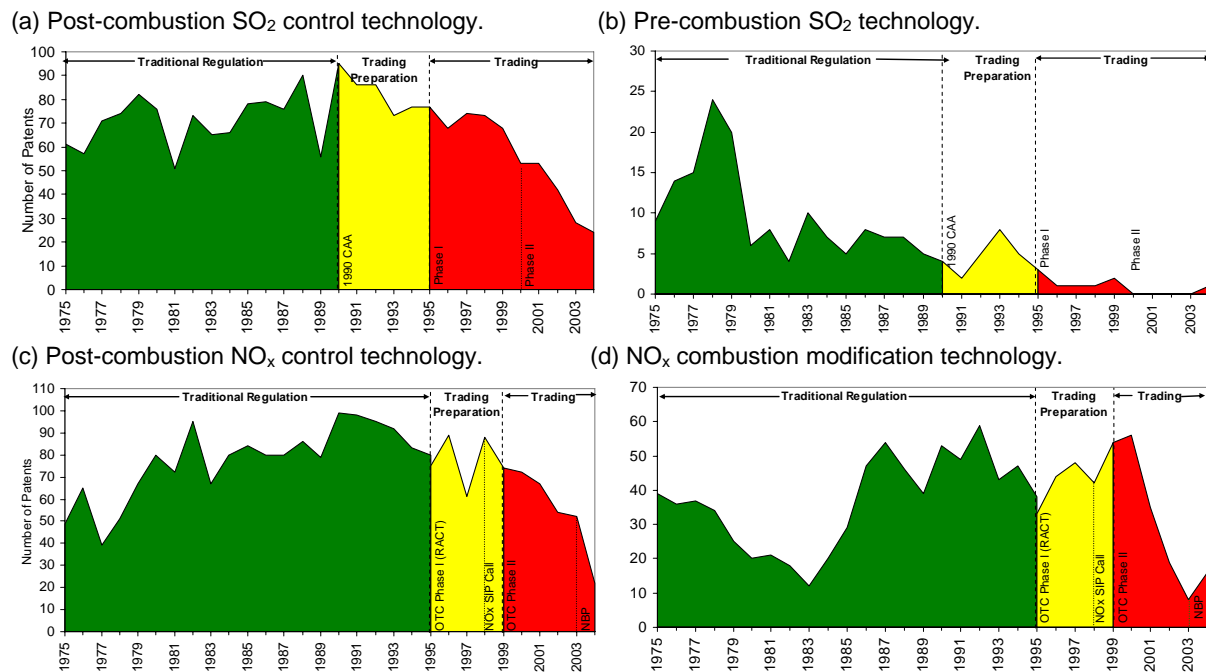 (a) Post-combustion SO₂ control technology.
Number of Patents
100
90
80
70
60
50
40
30
20
10
0
Traditional Regulation
Trading
Preparation
Trading
1990 CAA
Phase I
Phase II
1975
1977
1979
1981
1983
1985
1987
1989
1991
1993
1995
1997
1999
2001
2003
(b) Pre-combustion SO₂ technology.
30
25
20
15
10
5
0
Traditional Regulation
Trading
Preparation
Trading
1990 CAA
Phase I
Phase II
1975
1977
1979
1981
1983
1985
1987
1989
1991
1993
1995
1997
1999
2001
2003
(c) Post-combustion NOₓ control technology.
Number of Patents
110
100
90
80
70
60
50
40
30
20
10
0
Traditional Regulation
Trading
Preparation
Trading
OTC Phase I (RACT)
NOx SIP Call
OTC Phase II
NBP
1975
1977
1979
1981
1983
1985
1987
1989
1991
1993
1995
1997
1999
2001
2003
(d) NOₓ combustion modification technology.
70
60
50
40
30
20
10
0
Traditional Regulation
Trading
Preparation
Trading
OTC Phase I (RACT)
NOx SIP Call
OTC Phase II
NBP
1975
1977
1979
1981
1983
1985
1987
1989
1991
1993
1995
1997
1999
2001
2003